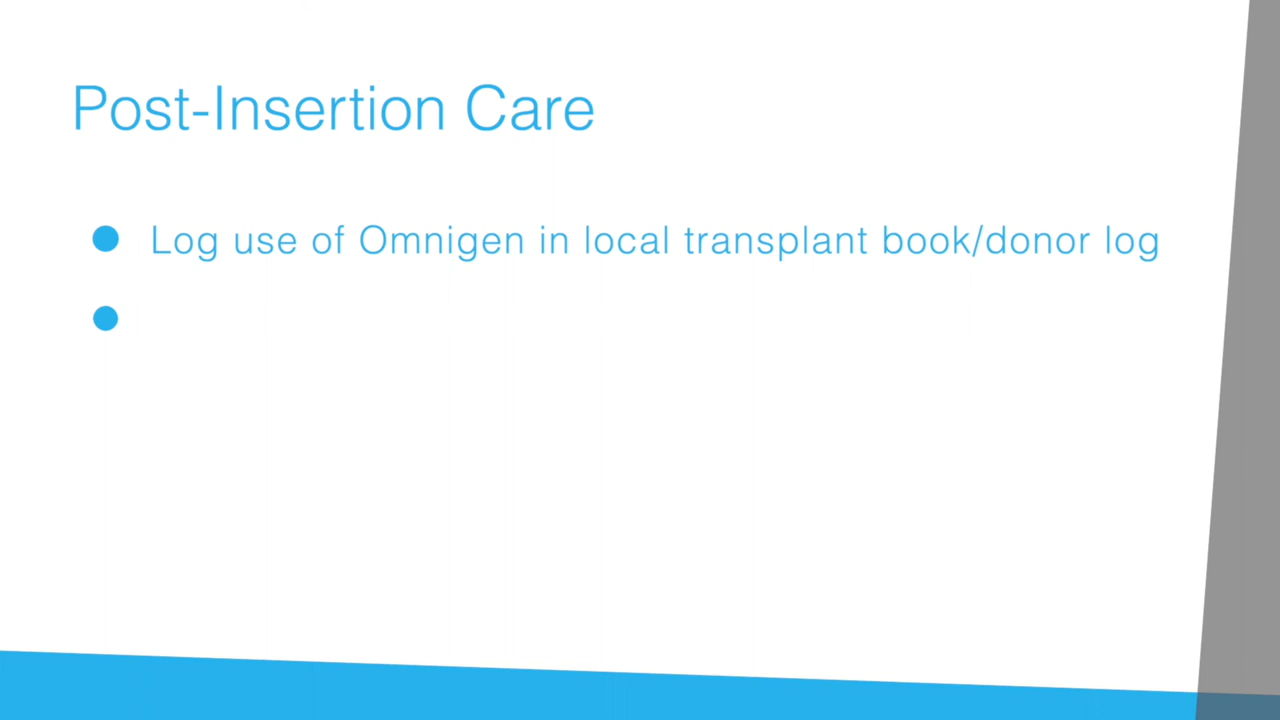 Post-Insertion Care
Log use of Omnigen in local transplant book/donor log